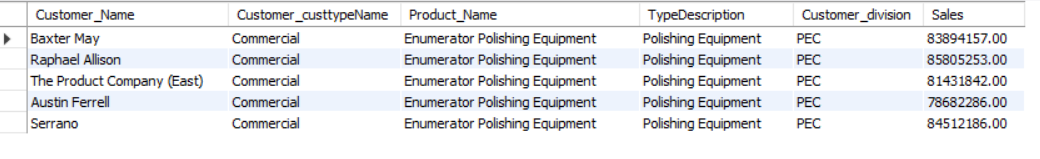 Customer_Name Customer_custtypeName Product_Name TypeDescription Customer_division Sales
Baxter May Commercial Enumerator Polishing Equipment Polishing Equipment PEC 83894157.00
Raphael Allison Commercial Enumerator Polishing Equipment Polishing Equipment PEC 85805253.00
The Product Company (East) Commercial Enumerator Polishing Equipment Polishing Equipment PEC 81431842.00
Austin Ferrell Commercial Enumerator Polishing Equipment Polishing Equipment PEC 78682286.00
Serrano Commercial Enumerator Polishing Equipment Polishing Equipment PEC 84512186.00